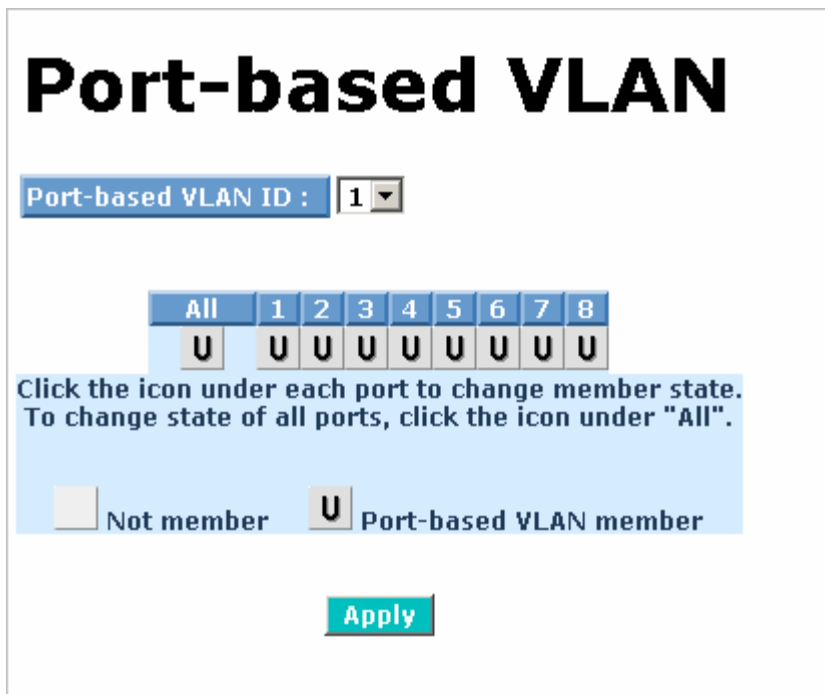 Port-based VLAN
Port-based VLAN ID : 1
All 1 2 3 4 5 6 7 8
U U U U U U U U U
Click the icon under each port to change member state.
To change state of all ports, click the icon under "All".
Not member U Port-based VLAN member
Apply